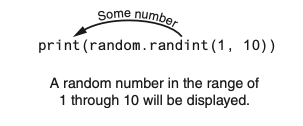 Some number
print(random.randint(1, 10))
A random number in the range of
1 through 10 will be displayed.